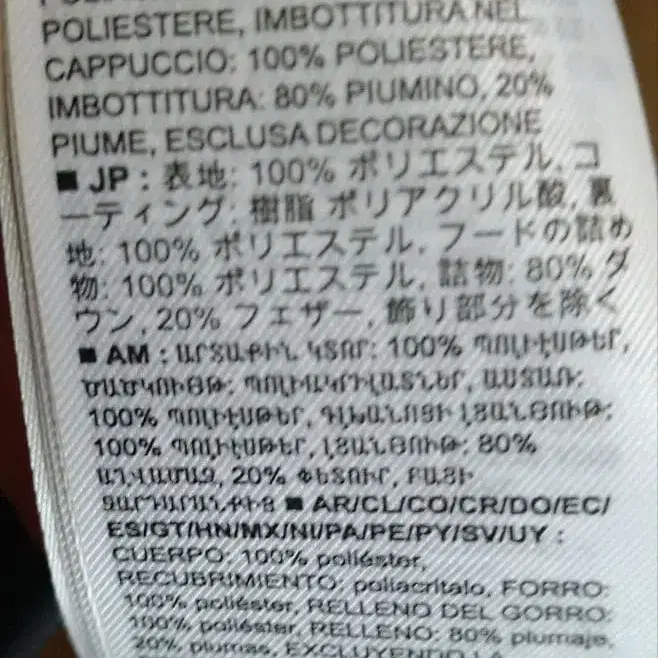 POLIESTERE, IMBOTTITURA NEL
CAPPUCCIO: 100% POLIESTERE,
IMBOTTITURA: 80% PIUMINO, 20%
PIUME, ESCLUSA DECORAZIONE
■ JP : 表地: 100% ポリエステル, コ
ーティング: 樹脂 ポリアクリル酸, 裏
地: 100% ポリエステル, フードの詰め
物: 100% ポリエステル, 詰物: 80% ダ
ウン, 20% フェザー, 飾り部分を除く
■ AM : ԱՐՏԱՔԻՆ ԿՏՈՐ: 100% ՊՈԼԻԷՍԹԵՐ,
ԾԱԾԿՈՒՅԹ: ՊՈԼԻԱԿՐԻԼԱՏՆԵՐ, ԱՍՏԱՌ:
100% ՊՈԼԻԷՍԹԵՐ, ԳԼԽԱՆՈՑԻ ԼՑԱՆՅՈՒԹ:
100% ՊՈԼԻԷՍԹԵՐ, ԼՑԱՆՅՈՒԹ: 80%
ԱՂՎԱՄԱԶ, 20% ՓԵՏՈՒՐ, ԲԱՑԻ
ԶԱՐԴԱՐԱՆՔԻՑ ■ AR/CL/CO/CR/DO/EC/
ES/GT/HN/MX/NI/PA/PE/PY/SV/UY :
CUERPO: 100% poliéster,
RECUBRIMIENTO: poliacrilato, FORRO:
100% poliéster, RELLENO DEL GORRO:
100% poliéster, RELLENO: 80% plumaje,
20% plumas, EXCLUYENDO LA